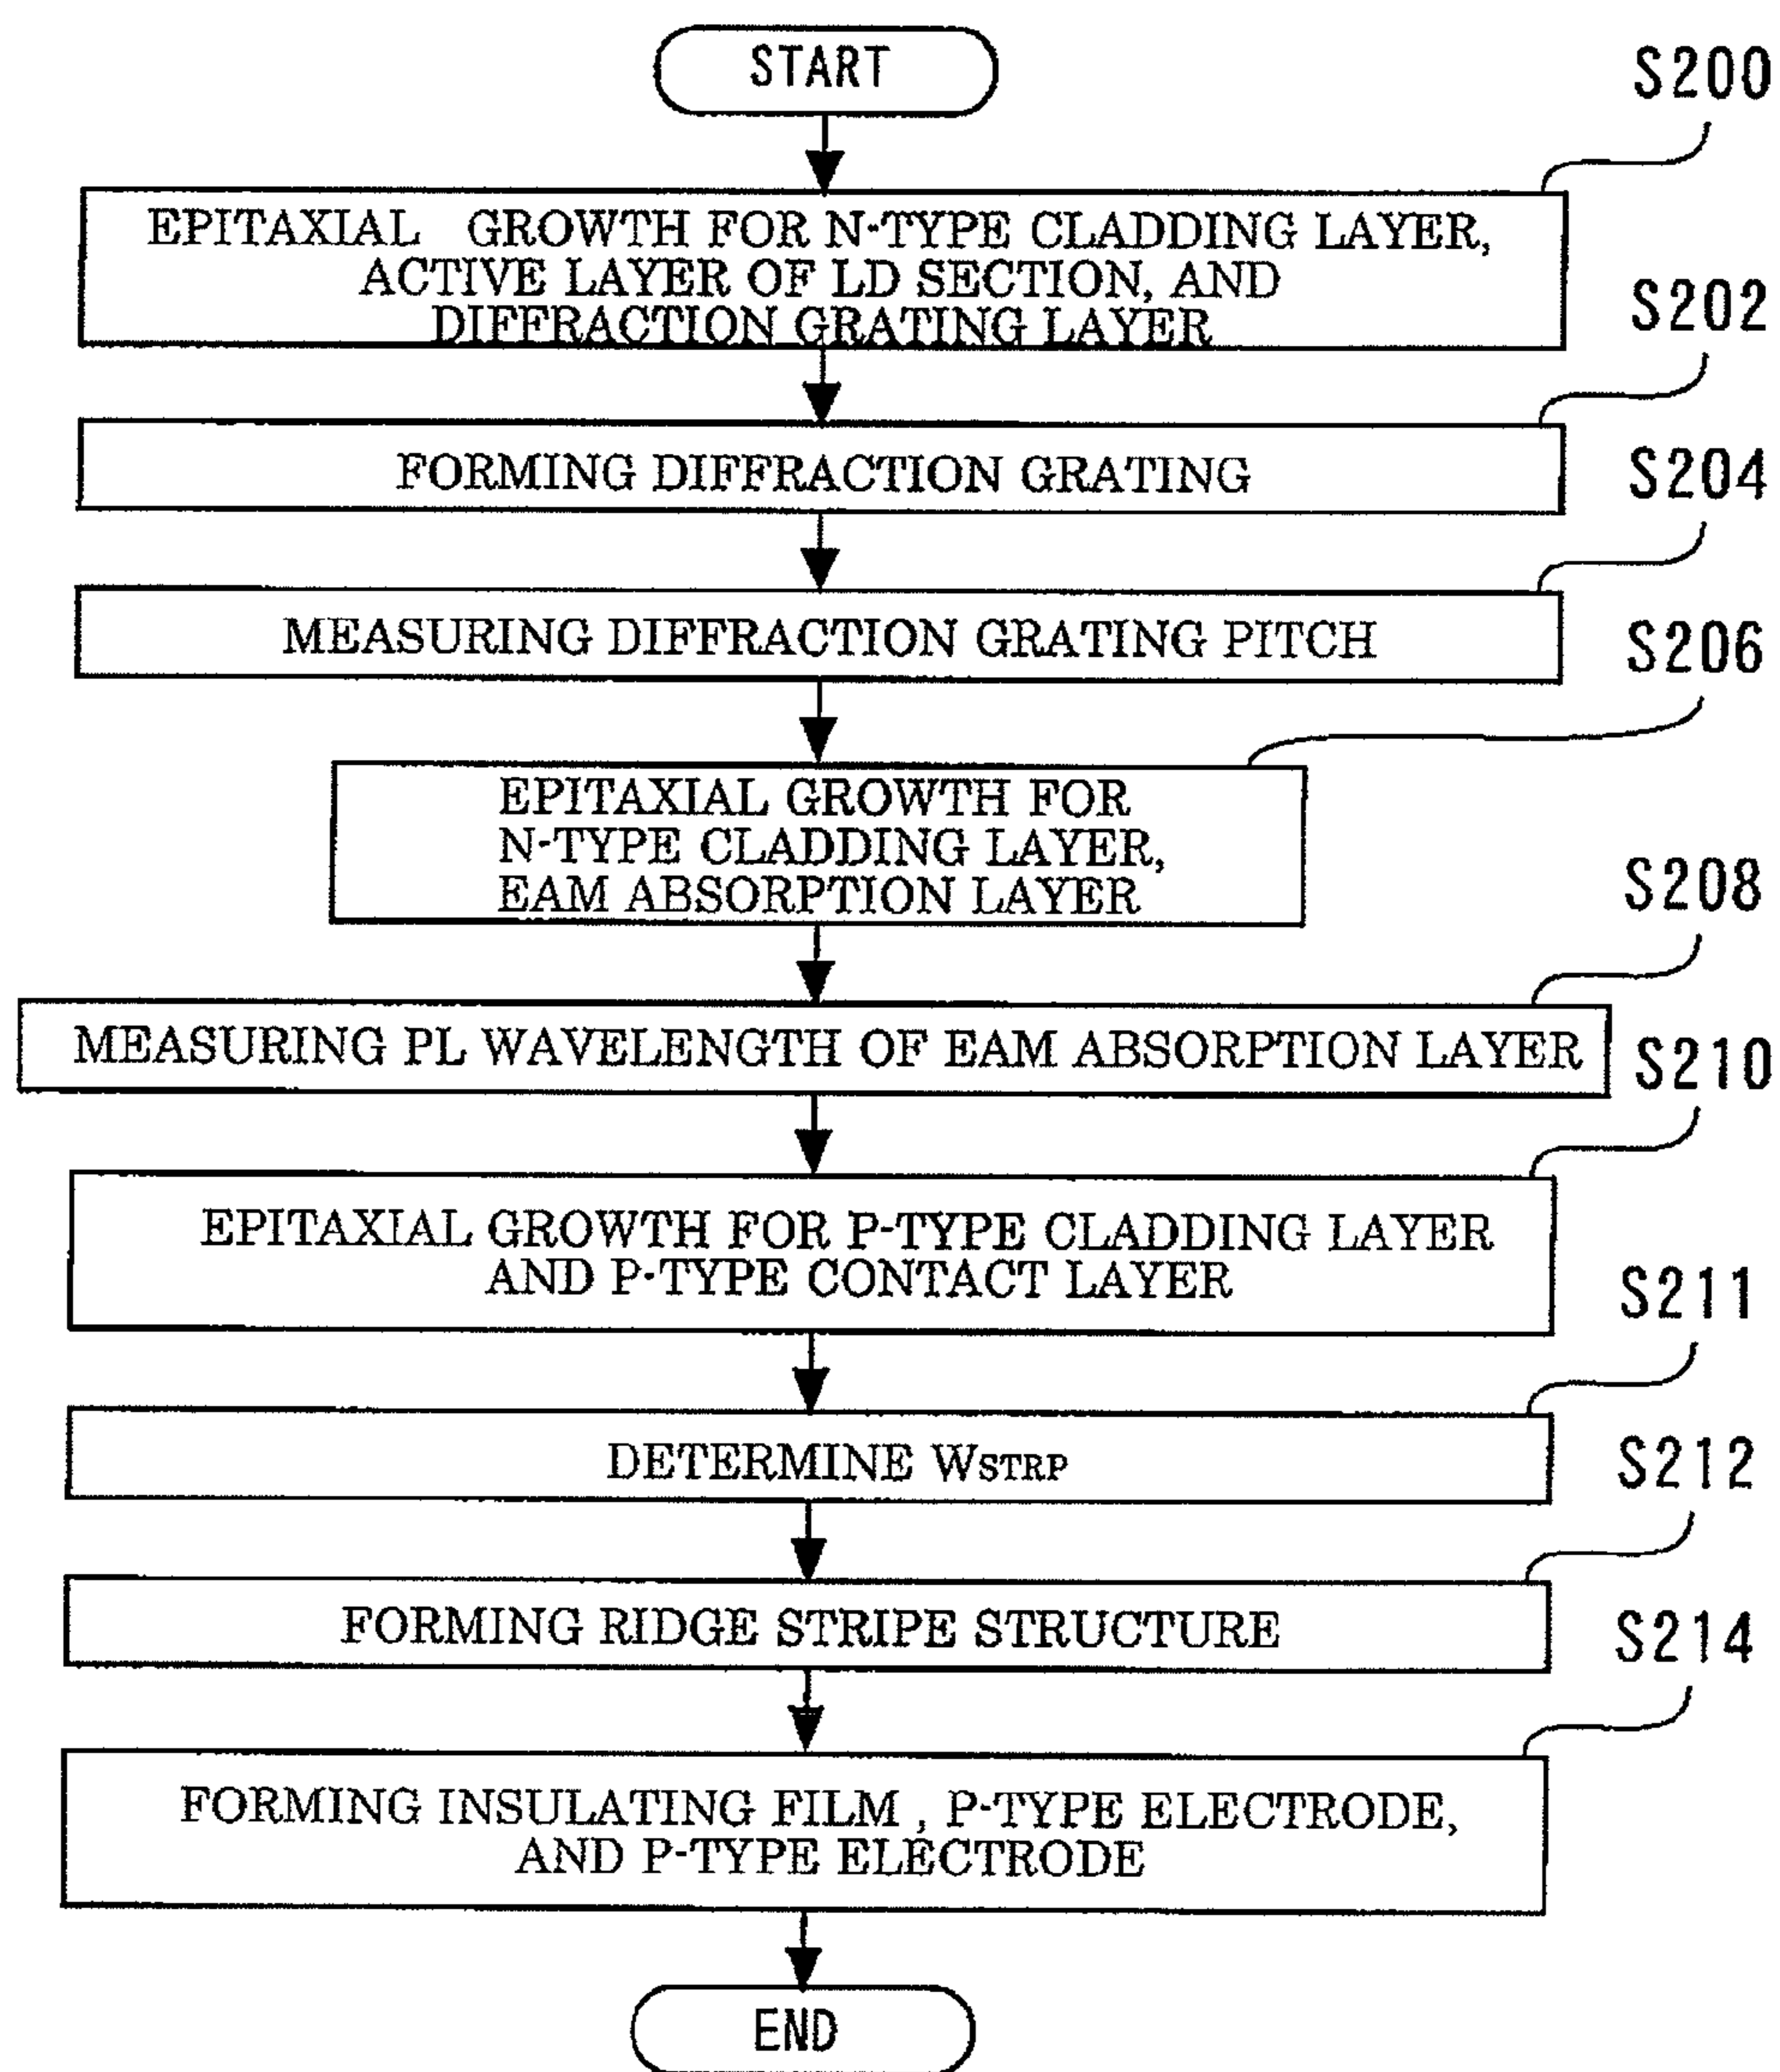 START
S200
EPITAXIAL GROWTH FOR N-TYPE CLADDING LAYER,
ACTIVE LAYER OF LD SECTION, AND
DIFFRACTION GRATING LAYER
S202
FORMING DIFFRACTION GRATING
S204
MEASURING DIFFRACTION GRATING PITCH
S206
EPITAXIAL GROWTH FOR
N-TYPE CLADDING LAYER,
EAM ABSORPTION LAYER
S208
MEASURING PL WAVELENGTH OF EAM ABSORPTION LAYER
S210
EPITAXIAL GROWTH FOR P-TYPE CLADDING LAYER
AND P-TYPE CONTACT LAYER
S211
DETERMINE WSTRP
S212
FORMING RIDGE STRIPE STRUCTURE
S214
FORMING INSULATING FILM , P-TYPE ELECTRODE,
AND P-TYPE ELECTRODE
END